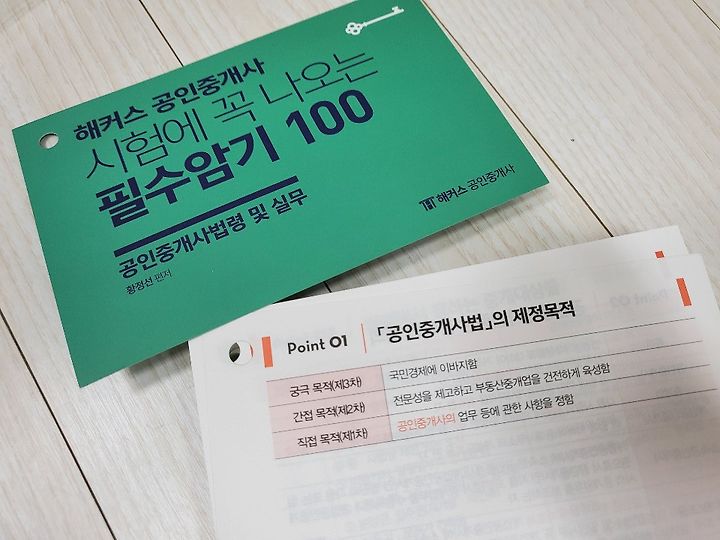 해커스 공인중개사
시험에 꼭 나오는
필수암기 100
공인중개사법령 및 실무
황정선 편저
해커스 공인중개사
Point 01 「공인중개사법」의 제정목적
궁극 목적(제3차) 국민경제에 이바지함
간접 목적(제2차) 전문성을 제고하고 부동산중개업을 건전하게 육성함
직접 목적(제1차) 공인중개사의 업무 등에 관한 사항을 정함